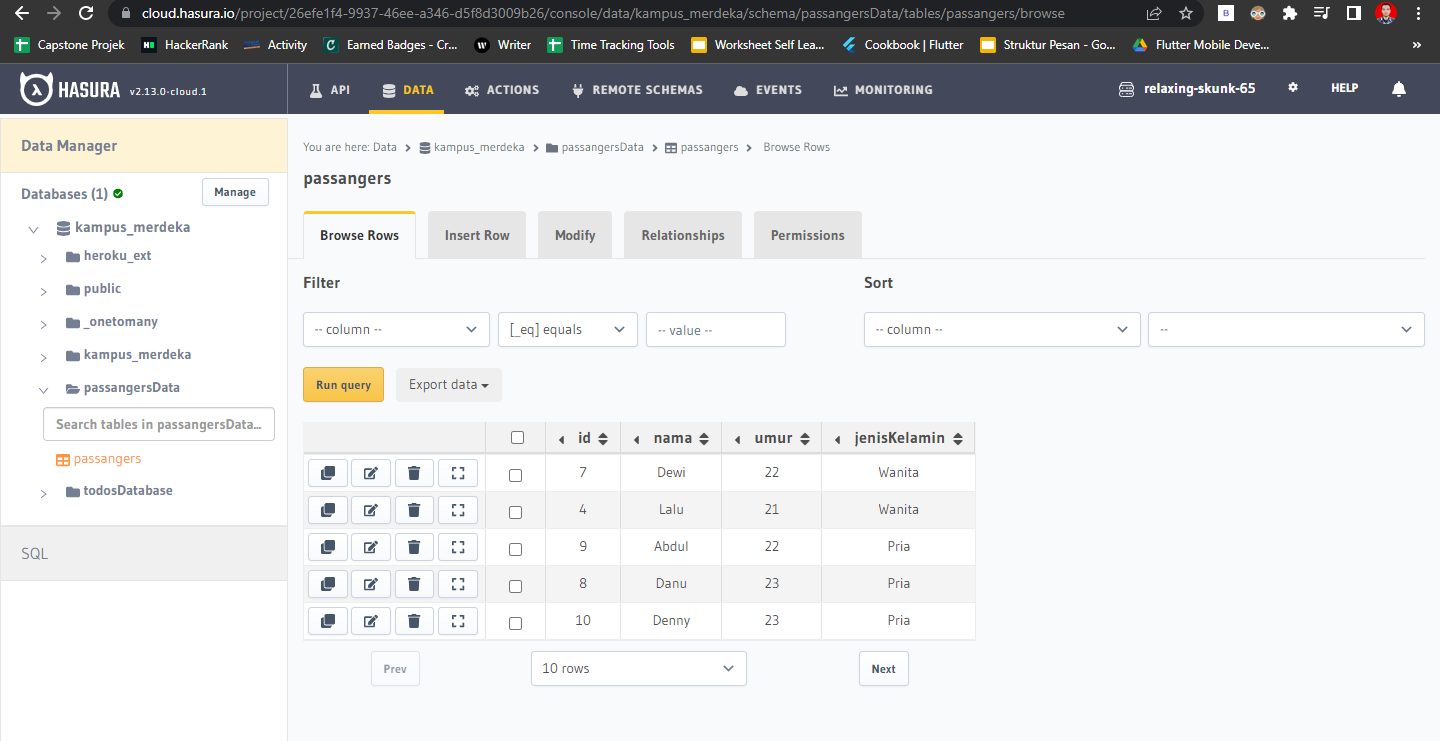 cloud.hasura.io/project/26efe1f4-9937-46ee-a346-d5f8d3009b26/console/data/kampus_merdeka/schema/passangersData/tables/passangers/browse
Capstone Projek HackerRank Activity Earned Badges - Cr... Writer Time Tracking Tools Worksheet Self Lea... Cookbook | Flutter Struktur Pesan - Go... Flutter Mobile Deve... »
HASURA v2.13.0-cloud.1 API DATA ACTIONS REMOTE SCHEMAS EVENTS MONITORING relaxing-skunk-65 HELP
Data Manager
Databases (1) Manage
kampus_merdeka
heroku_ext
public
_onetomany
kampus_merdeka
passangersData
Search tables in passangersData...
passangers
todosDatabase
SQL
You are here: Data > kampus_merdeka > passangersData > passangers > Browse Rows
passangers
Browse Rows Insert Row Modify Relationships Permissions
Filter Sort
-- column -- [_eq] equals -- value -- -- column -- --
Run query Export data
id nama umur jenisKelamin
7 Dewi 22 Wanita
4 Lalu 21 Wanita
9 Abdul 22 Pria
8 Danu 23 Pria
10 Denny 23 Pria
Prev 10 rows Next